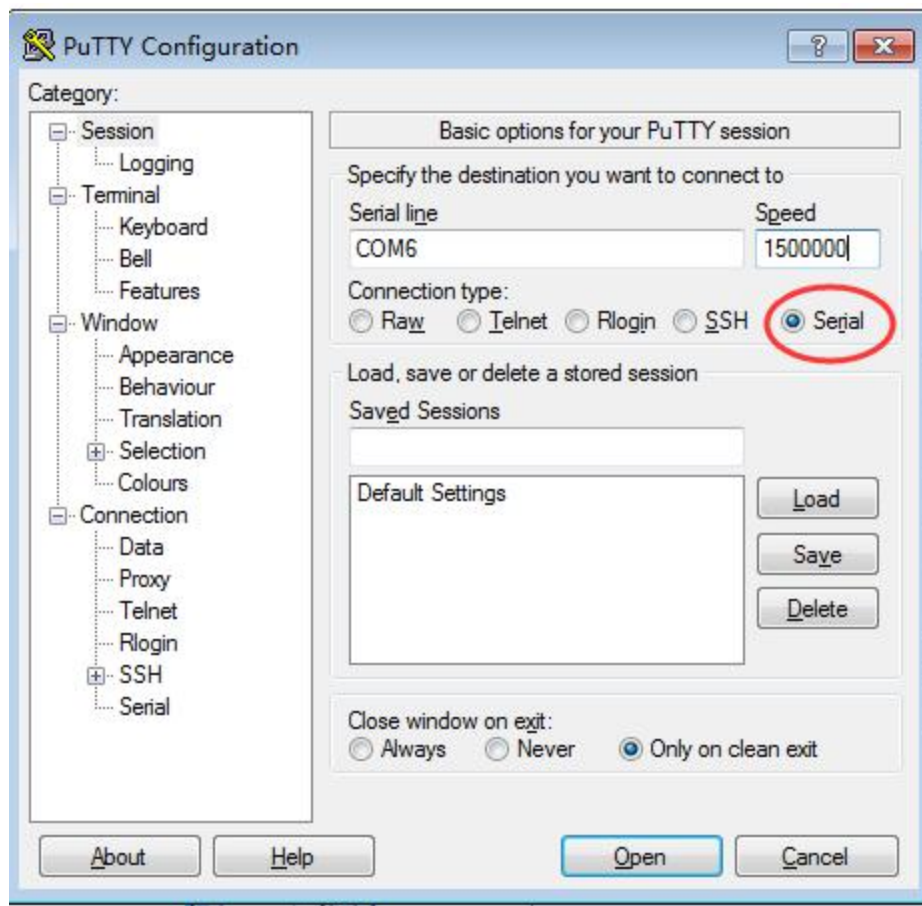 PuTTY Configuration
Category:
Session
Logging
Terminal
Keyboard
Bell
Features
Window
Appearance
Behaviour
Translation
Selection
Colours
Connection
Data
Proxy
Telnet
Rlogin
SSH
Serial
Basic options for your PuTTY session
Specify the destination you want to connect to
Serial line Speed
COM6 1500000
Connection type:
Raw Telnet Rlogin SSH Serial
Load, save or delete a stored session
Saved Sessions
Default Settings
Load
Save
Delete
Close window on exit:
Always Never Only on clean exit
About Help Open Cancel